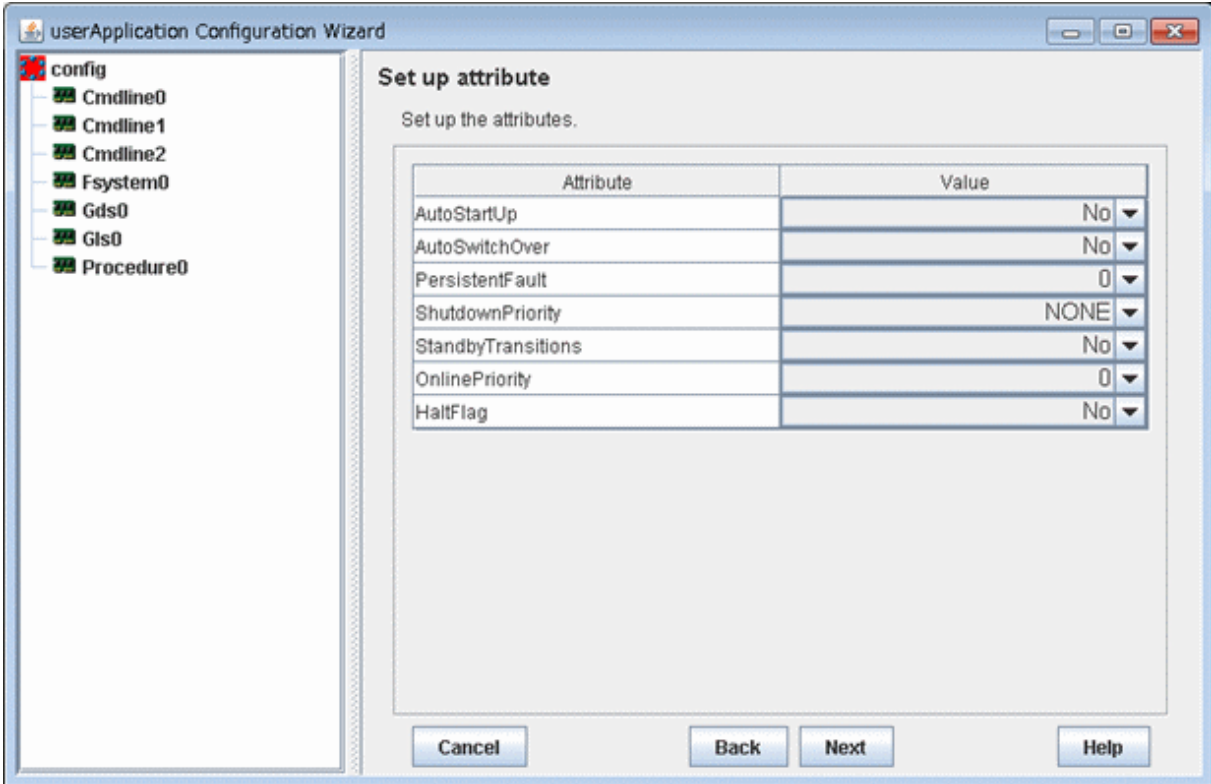 userApplication Configuration Wizard
config
Cmdline0
Cmdline1
Cmdline2
Fsystem0
Gds0
Gls0
Procedure0
Set up attribute
Set up the attributes.
Attribute Value
AutoStartUp No
AutoSwitchOver No
PersistentFault 0
ShutdownPriority NONE
StandbyTransitions No
OnlinePriority 0
HaltFlag No
Cancel Back Next Help